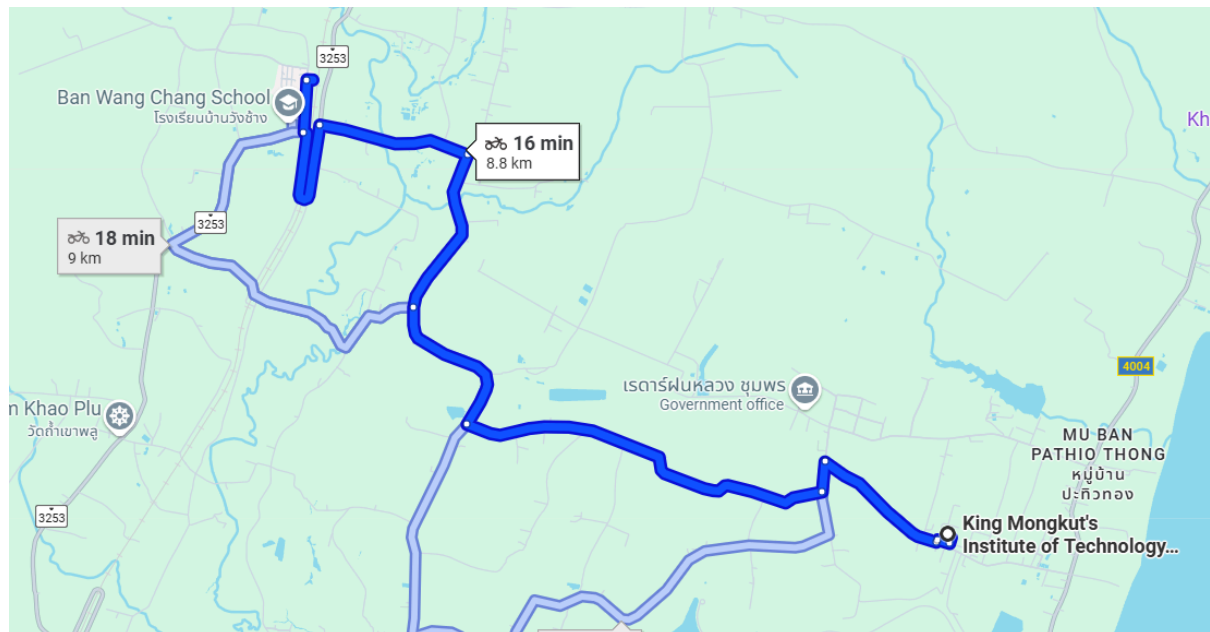 3253
Ban Wang Chang School
โรงเรียนบ้านวังช้าง
16 min
8.8 km
Kh
3253
18 min
9 km
4004
เรดาร์ฝนหลวง ชุมพร
Government office
m Khao Plu
วัดถ้ำเขาพลู
MU BAN
PATHIO THONG
หมู่บ้าน
ปะทิวทอง
3253
King Mongkut's
Institute of Technology...